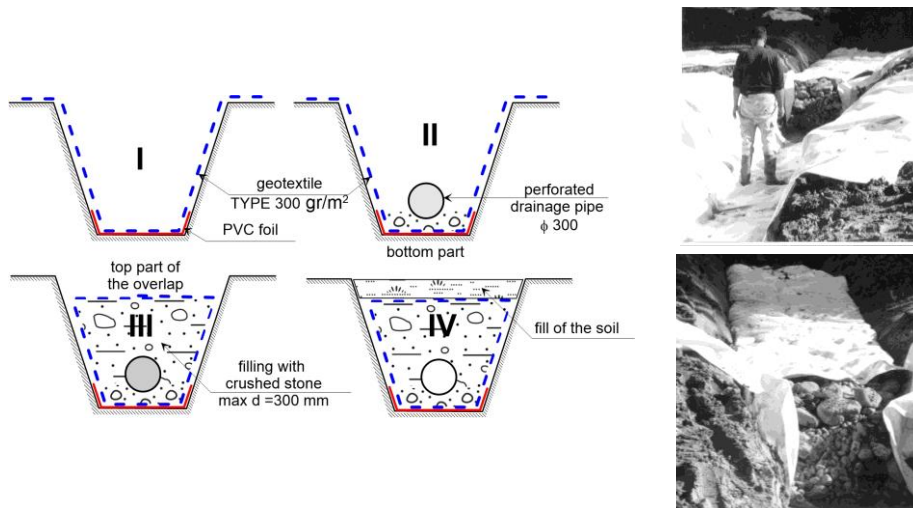 I
II
geotextile
TYPE 300 gr/m²
PVC foil
perforated
drainage pipe
ϕ 300
bottom part
top part of
the overlap
III
IV
fill of the soil
filling with
crushed stone
max d =300 mm